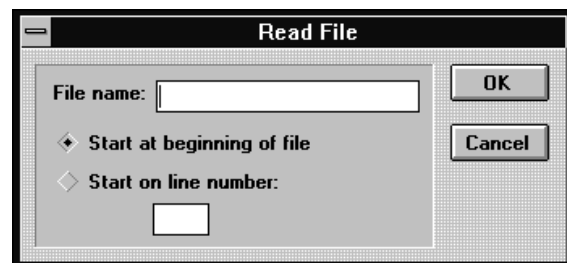 Read File
File name:
OK
Start at beginning of file
Cancel
Start on line number: